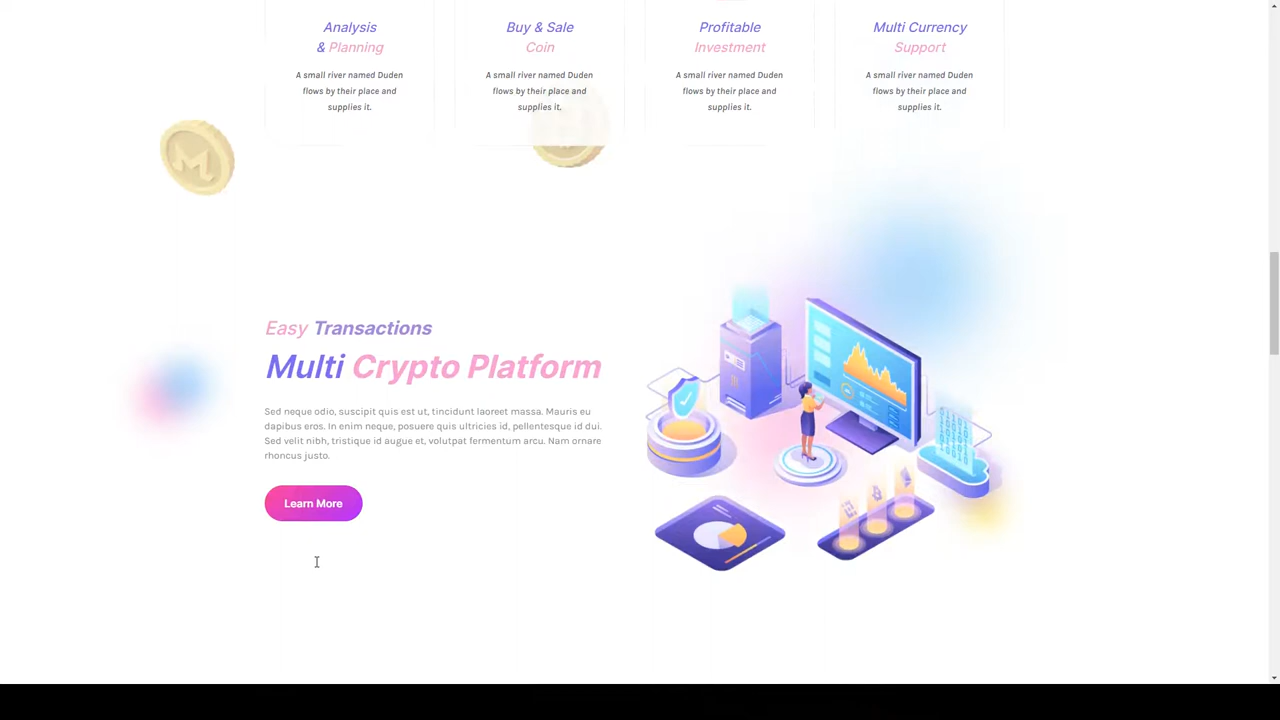 Analysis
& Planning
A small river named Duden
flows by their place and
supplies it.
Buy & Sale
Coin
A small river named Duden
flows by their place and
supplies it.
Profitable
Investment
A small river named Duden
flows by their place and
supplies it.
Multi Currency
Support
A small river named Duden
flows by their place and
supplies it.
Easy Transactions
Multi Crypto Platform
Sed neque odio, suscipit quis est ut, tincidunt laoreet massa. Mauris eu
dapibus eros. In enim neque, posuere quis ultricies id, pellentesque id dui.
Sed velit nibh, tristique id augue et, volutpat fermentum arcu. Nam ornare
rhoncus justo.
Learn More